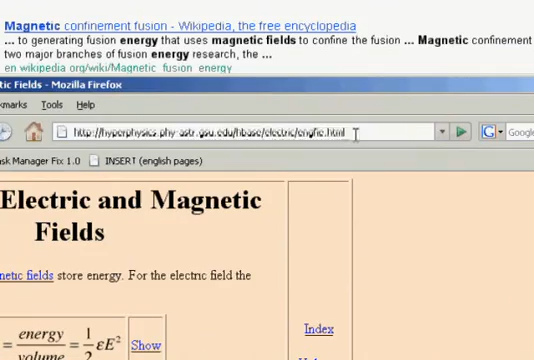 Magnetic confinement fusion - Wikipedia, the free encyclopedia
... to generating fusion energy that uses magnetic fields to confine the fusion ... Magnetic confinement
two major branches of fusion energy research, the ...
en wikipedia org/wiki/Magnetic_fusion_energy
tic Fields - Mozilla Firefox
kmarks Tools Help
http://hyperphysics.phy-astr.gsu.edu/hbase/electric/engfie.html
G Google
ask Manager Fix 1.0 INSERT (english pages)
Electric and Magnetic
Fields
netic fields store energy. For the electric field the
= energy/volume = 1/2 εE²
Show
Index